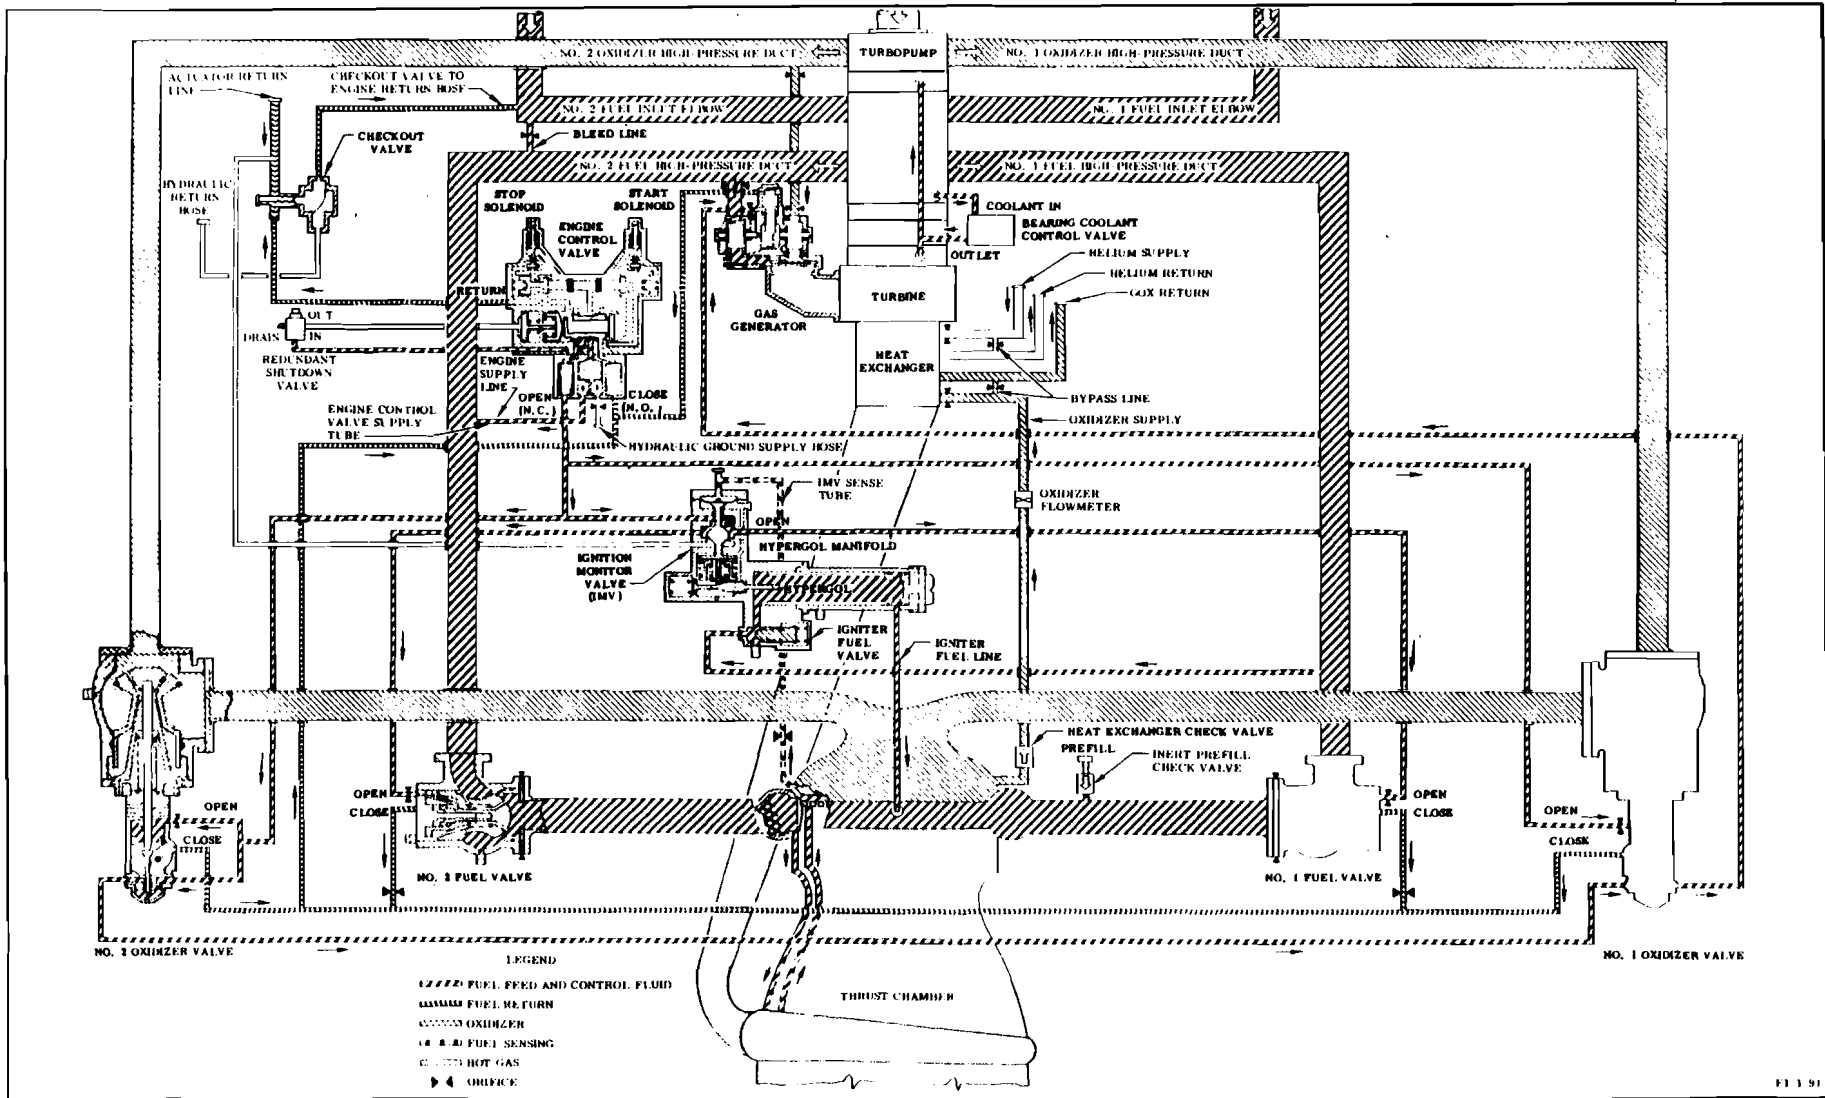 NO. 2 OXIDIZER HIGH-PRESSURE DUCT
TURBOPUMP
NO. 1 OXIDIZER HIGH-PRESSURE DUCT
ACTUATOR RETURN
LINE
CHECKOUT VALVE TO
ENGINE RETURN HOSE
NO. 2 FUEL INLET ELBOW
NO. 1 FUEL INLET ELBOW
BLEED LINE
CHECKOUT
VALVE
NO. 2 FUEL HIGH-PRESSURE DUCT
NO. 1 FUEL HIGH-PRESSURE DUCT
HYDRAULIC
RETURN
HOSE
STOP
SOLENOID
START
SOLENOID
ENGINE
CONTROL
VALVE
COOLANT IN
BEARING COOLANT
CONTROL VALVE
OUTLET
HELIUM SUPPLY
HELIUM RETURN
GOX RETURN
RETURN
TURBINE
GAS
GENERATOR
OUT
DRAIN
IN
REDUNDANT
SHUTDOWN
VALVE
ENGINE
SUPPLY
LINE
HEAT
EXCHANGER
OPEN
(N.C.)
CLOSE
(N.O.)
BYPASS LINE
ENGINE CONTROL
VALVE SUPPLY
TUBE
OXIDIZER SUPPLY
HYDRAULIC GROUND SUPPLY HOSE
IMV SENSE
TUBE
OXIDIZER
FLOWMETER
OPEN
HYPERGOL MANIFOLD
IGNITION
MONITOR
VALVE
(IMV)
HYPERGOL
IGNITER
FUEL
VALVE
IGNITER
FUEL LINE
HEAT EXCHANGER CHECK VALVE
PREFILL
INERT PREFILL
CHECK VALVE
OPEN
CLOSE
OPEN
CLOSE
OPEN
CLOSE
OPEN
CLOSE
NO. 2 FUEL VALVE
NO. 1 FUEL VALVE
NO. 2 OXIDIZER VALVE
NO. 1 OXIDIZER VALVE
LEGEND
FUEL FEED AND CONTROL FLUID
FUEL RETURN
OXIDIZER
FUEL SENSING
HOT GAS
ORIFICE
THRUST CHAMBER